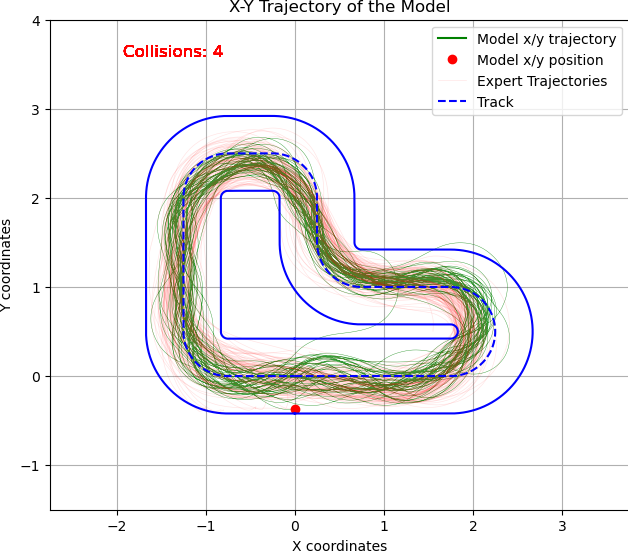 X-Y Trajectory of the Model
Collisions: 4
Model x/y trajectory
Model x/y position
Expert Trajectories
Track
Y coordinates
4
3
2
1
0
−1
−2
−1
0
1
2
3
X coordinates